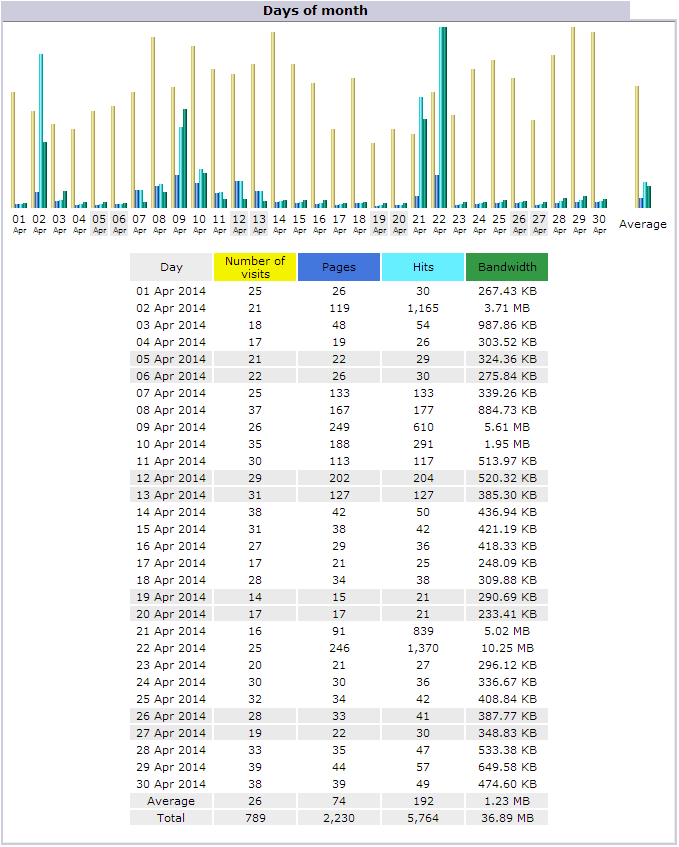 Days of month
01 02 03 04 05 06 07 08 09 10 11 12 13 14 15 16 17 18 19 20 21 22 23 24 25 26 27 28 29 30 Average
Apr Apr Apr Apr Apr Apr Apr Apr Apr Apr Apr Apr Apr Apr Apr Apr Apr Apr Apr Apr Apr Apr Apr Apr Apr Apr Apr Apr Apr Apr
Day Number of visits Pages Hits Bandwidth
01 Apr 2014 25 26 30 267.43 KB
02 Apr 2014 21 119 1,165 3.71 MB
03 Apr 2014 18 48 54 987.86 KB
04 Apr 2014 17 19 26 303.52 KB
05 Apr 2014 21 22 29 324.36 KB
06 Apr 2014 22 26 30 275.84 KB
07 Apr 2014 25 133 133 339.26 KB
08 Apr 2014 37 167 177 884.73 KB
09 Apr 2014 26 249 610 5.61 MB
10 Apr 2014 35 188 291 1.95 MB
11 Apr 2014 30 113 117 513.97 KB
12 Apr 2014 29 202 204 520.32 KB
13 Apr 2014 31 127 127 385.30 KB
14 Apr 2014 38 42 50 436.94 KB
15 Apr 2014 31 38 42 421.19 KB
16 Apr 2014 27 29 36 418.33 KB
17 Apr 2014 17 21 25 248.09 KB
18 Apr 2014 28 34 38 309.88 KB
19 Apr 2014 14 15 21 290.69 KB
20 Apr 2014 17 17 21 233.41 KB
21 Apr 2014 16 91 839 5.02 MB
22 Apr 2014 25 246 1,370 10.25 MB
23 Apr 2014 20 21 27 296.12 KB
24 Apr 2014 30 30 36 336.67 KB
25 Apr 2014 32 34 42 408.84 KB
26 Apr 2014 28 33 41 387.77 KB
27 Apr 2014 19 22 30 348.83 KB
28 Apr 2014 33 35 47 533.38 KB
29 Apr 2014 39 44 57 649.58 KB
30 Apr 2014 38 39 49 474.60 KB
Average 26 74 192 1.23 MB
Total 789 2,230 5,764 36.89 MB